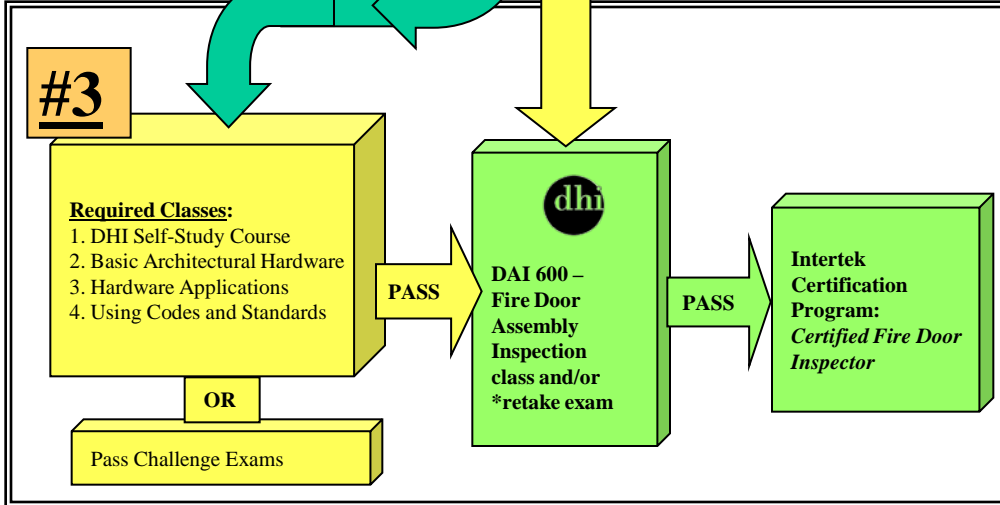 #3
Required Classes:
1. DHI Self-Study Course
2. Basic Architectural Hardware
3. Hardware Applications
4. Using Codes and Standards
OR
Pass Challenge Exams
PASS
dhi
DAI 600 –
Fire Door
Assembly
Inspection
class and/or
*retake exam
PASS
Intertek
Certification
Program:
Certified Fire Door
Inspector